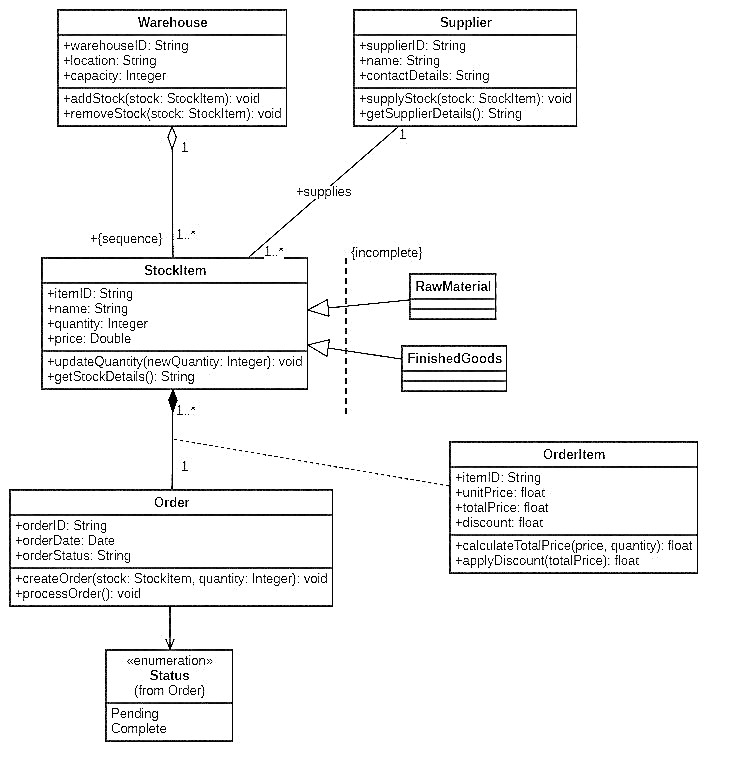 Warehouse
+warehouseID: String
+location: String
+capacity: Integer
+addStock(stock: StockItem): void
+removeStock(stock: StockItem): void
Supplier
+supplierID: String
+name: String
+contactDetails: String
+supplyStock(stock: StockItem): void
+getSupplierDetails(): String
1
1
+supplies
+{sequence}
1..*
1..*
{incomplete}
StockItem
+itemID: String
+name: String
+quantity: Integer
+price: Double
+updateQuantity(newQuantity: Integer): void
+getStockDetails(): String
RawMaterial
FinishedGoods
1..*
1
OrderItem
+itemID: String
+unitPrice: float
+totalPrice: float
+discount: float
+calculateTotalPrice(price, quantity): float
+applyDiscount(totalPrice): float
Order
+orderID: String
+orderDate: Date
+orderStatus: String
+createOrder(stock: StockItem, quantity: Integer): void
+processOrder(): void
«enumeration»
Status
(from Order)
Pending
Complete